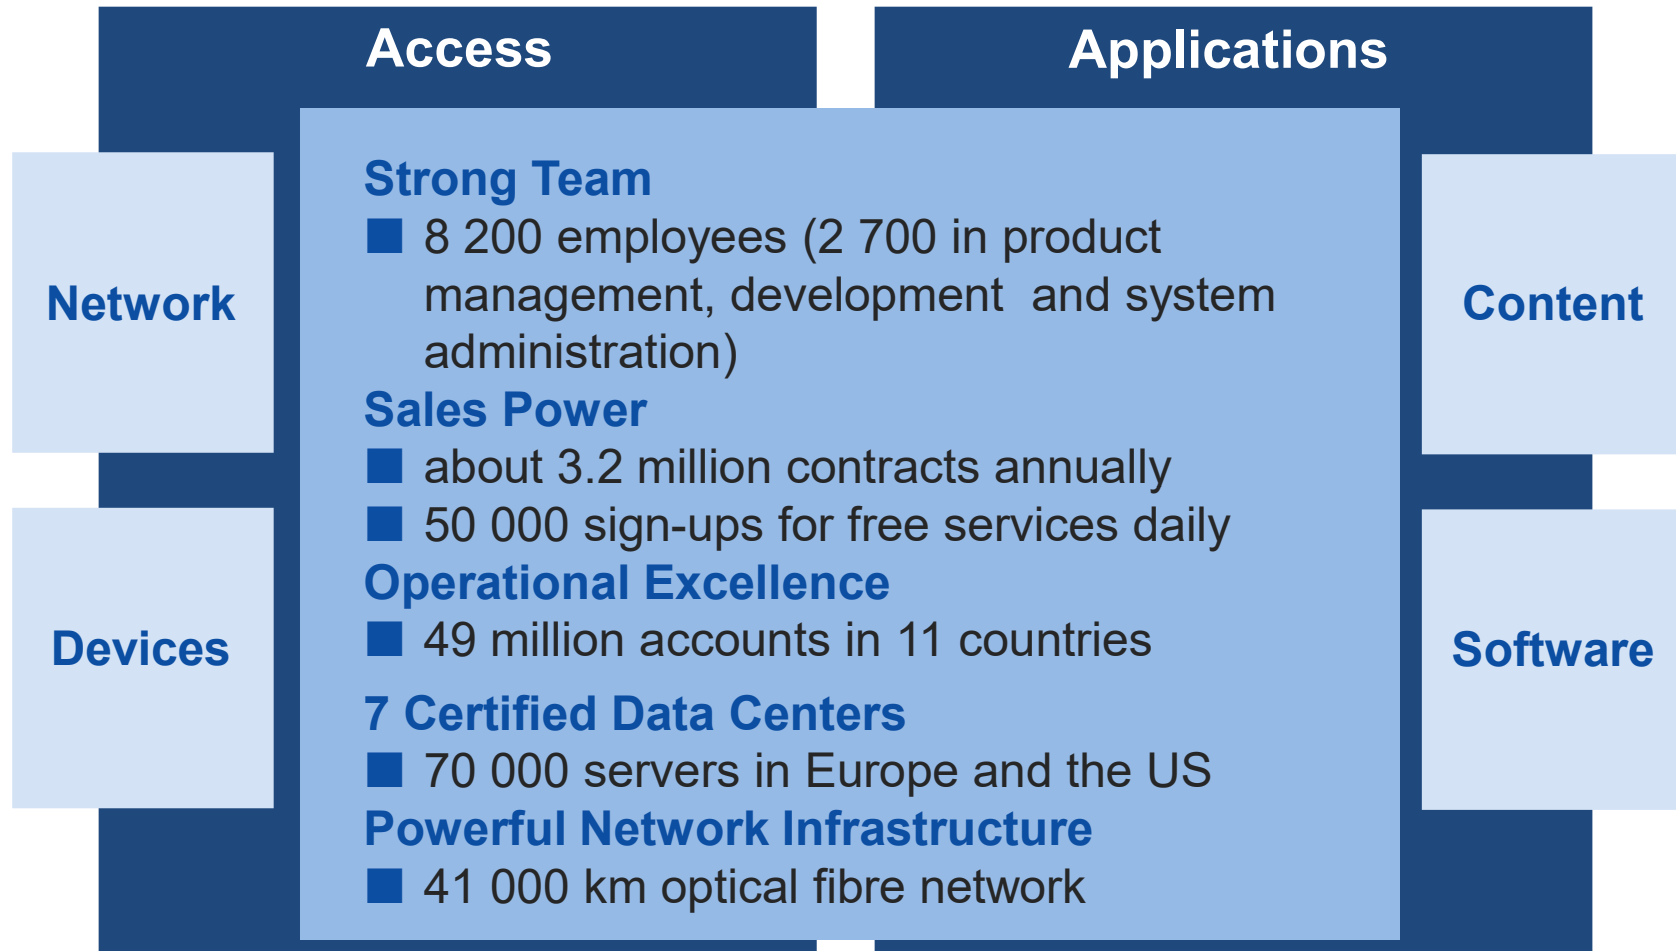 Access
Applications
Network
Devices
Strong Team
■ 8 200 employees (2 700 in product
management, development  and system
administration)
Sales Power
■ about 3.2 million contracts annually
■ 50 000 sign-ups for free services daily
Operational Excellence
■ 49 million accounts in 11 countries
7 Certified Data Centers
■ 70 000 servers in Europe and the US
Powerful Network Infrastructure
■ 41 000 km optical fibre network
Content
Software